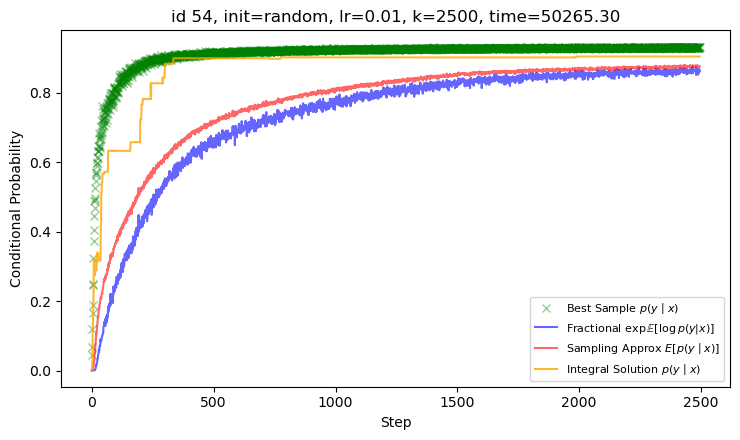 id 54, init=random, lr=0.01, k=2500, time=50265.30
Conditional Probability
0.8
0.6
0.4
0.2
0.0
0 500 1000 1500 2000 2500
Step
Best Sample p(y | x)
Fractional exp𝔼[log p(y|x)]
Sampling Approx E[p(y | x)]
Integral Solution p(y | x)